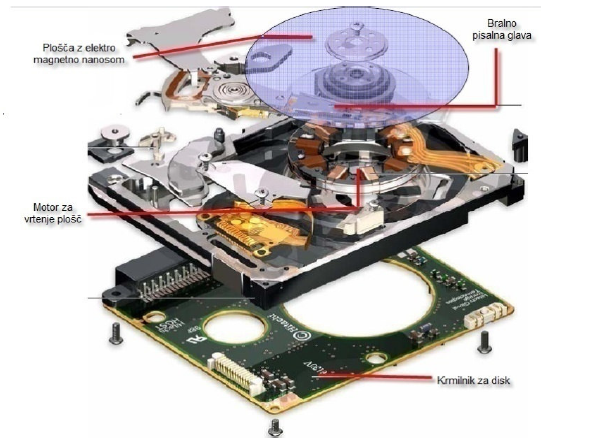 Plošča z elektro
magnetno nanosom
Bralno
pisalna glava
Motor za
vrtenje plošč
Krmilnik za disk